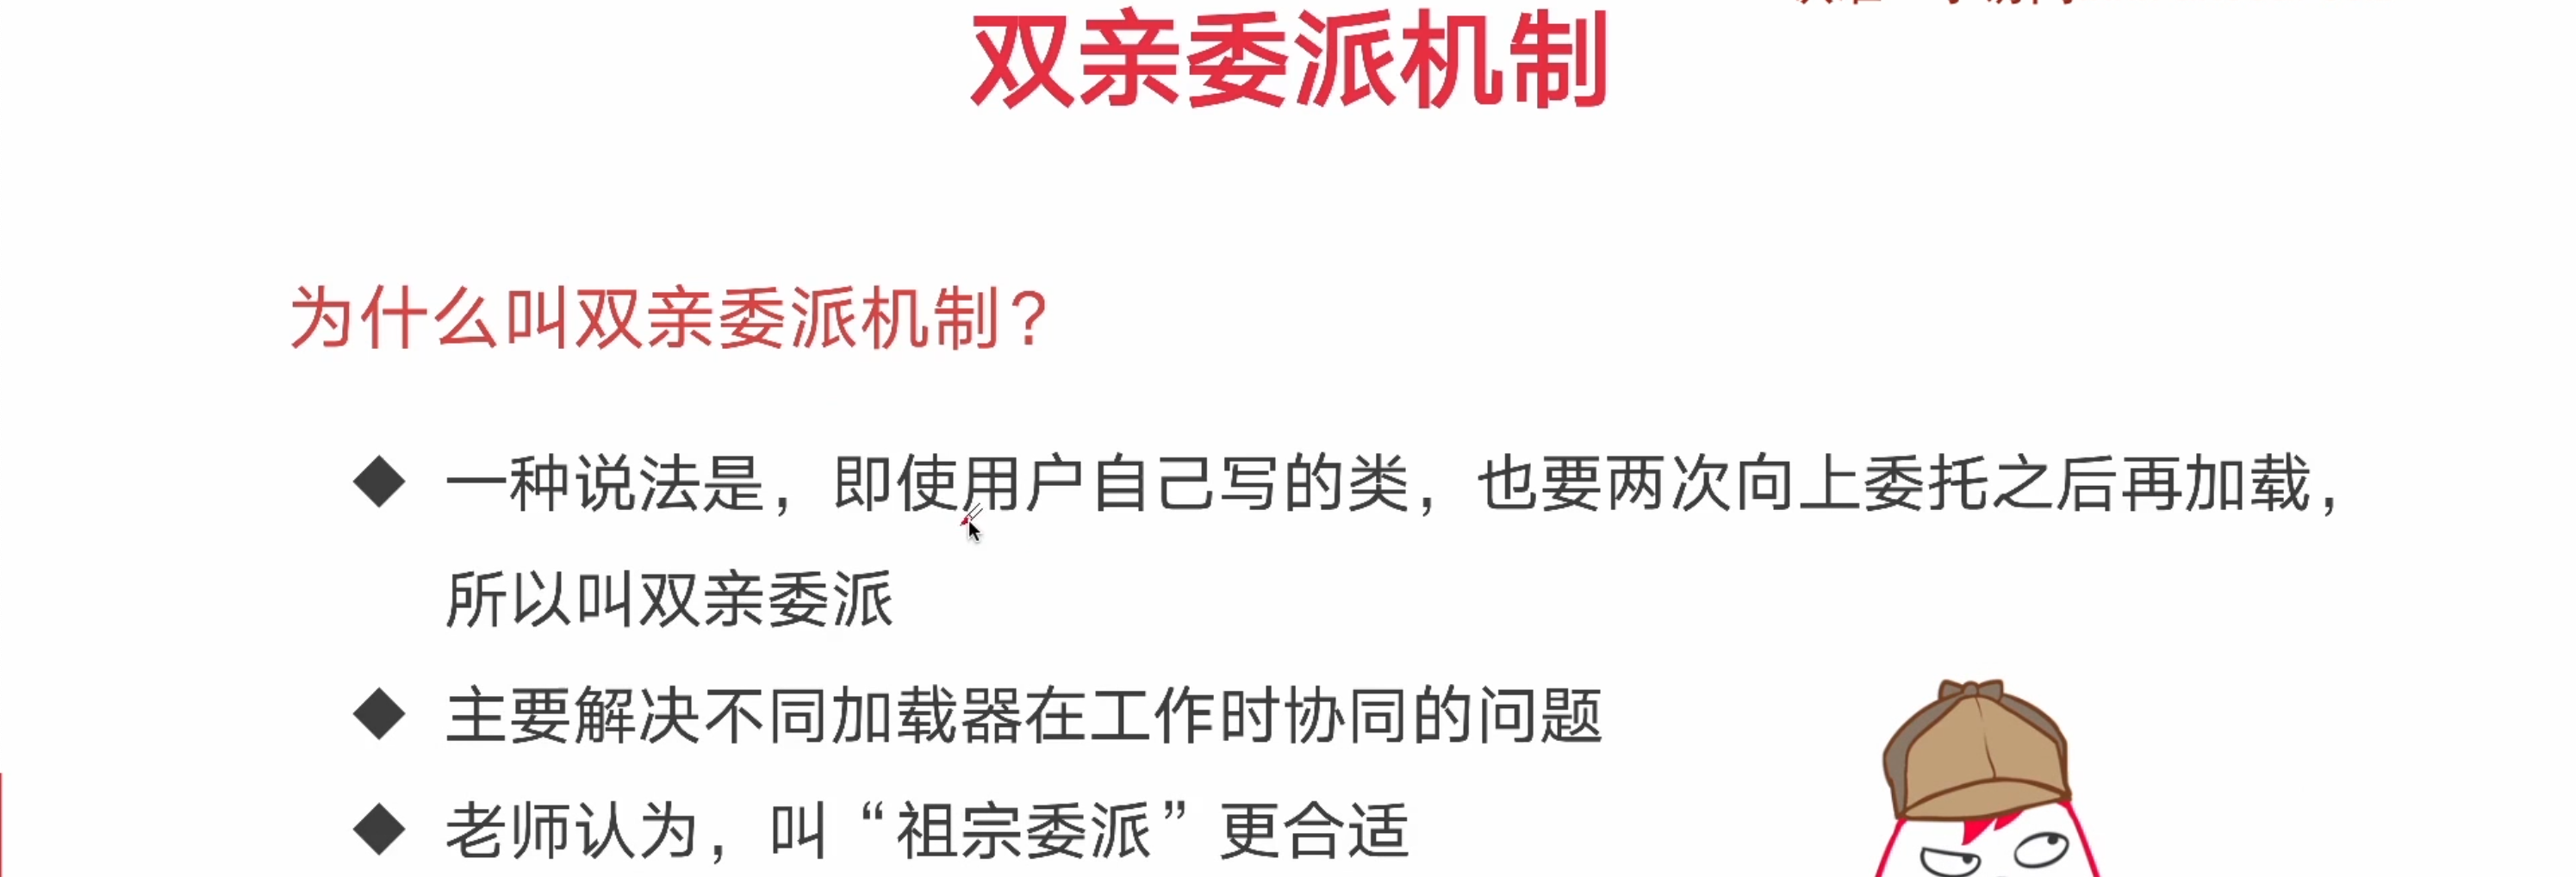 双亲委派机制
为什么叫双亲委派机制？
一种说法是，即使用户自己写的类，也要两次向上委托之后再加载，
所以叫双亲委派
主要解决不同加载器在工作时协同的问题
老师认为，叫“祖宗委派”更合适